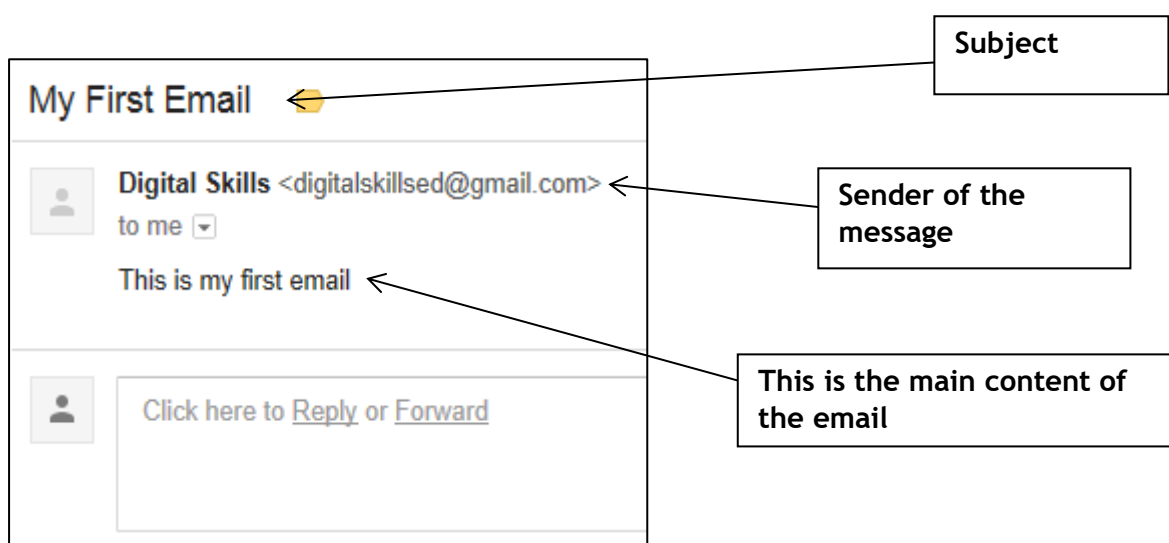 Subject
My First Email
Digital Skills <digitalskillsed@gmail.com>
to me
Sender of the
message
This is my first email
This is the main content of
the email
Click here to Reply or Forward